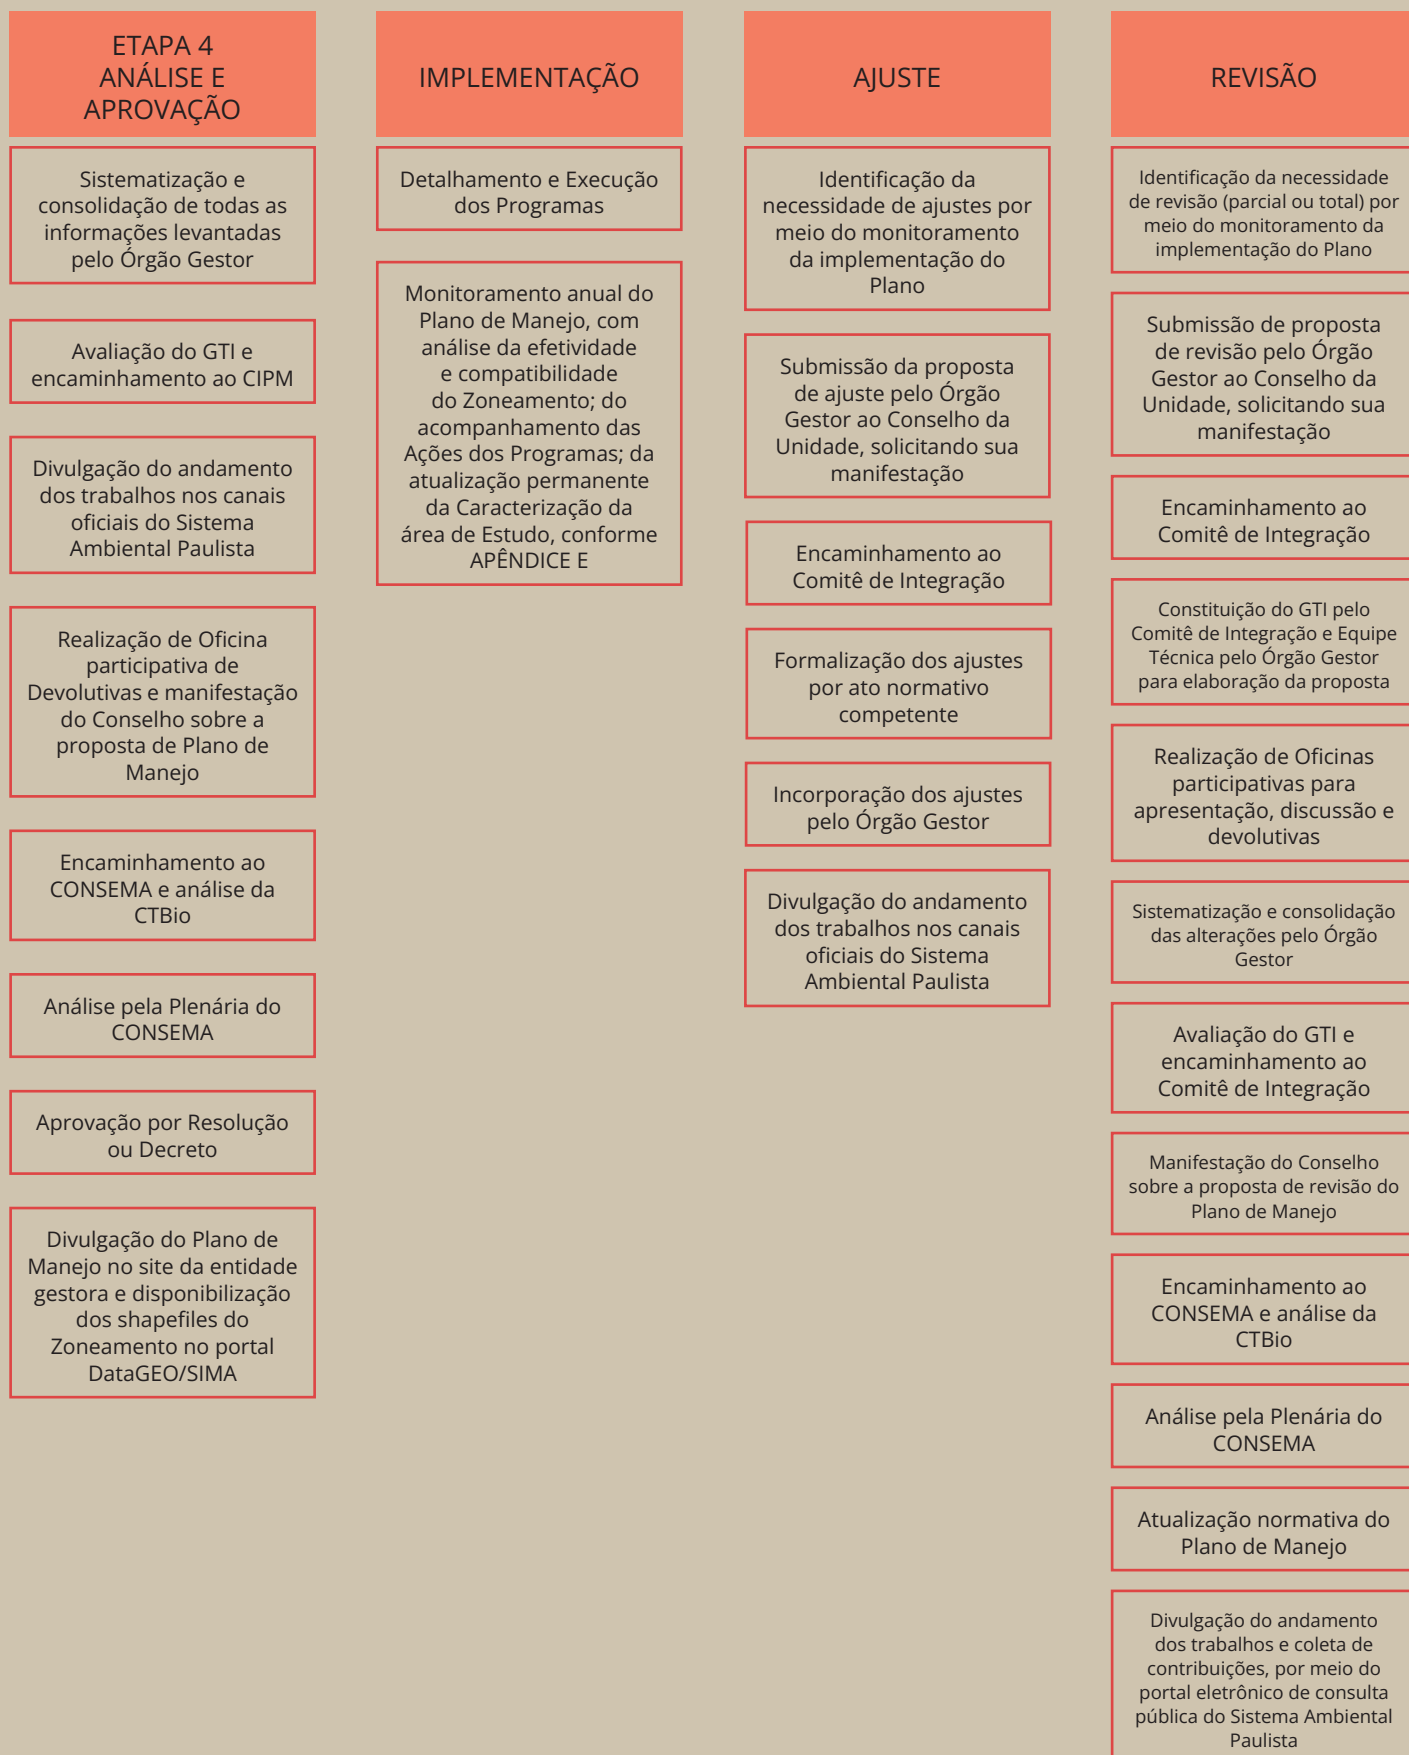 ETAPA 4
ANÁLISE E
APROVAÇÃO
Sistematização e
consolidação de todas as
informações levantadas
pelo Órgão Gestor
Avaliação do GTI e
encaminhamento ao CIPM
Divulgação do andamento
dos trabalhos nos canais
oficiais do Sistema
Ambiental Paulista
Realização de Oficina
participativa de
Devolutivas e manifestação
do Conselho sobre a
proposta de Plano de
Manejo
Encaminhamento ao
CONSEMA e análise da
CTBio
Análise pela Plenária do
CONSEMA
Aprovação por Resolução
ou Decreto
Divulgação do Plano de
Manejo no site da entidade
gestora e disponibilização
dos shapefiles do
Zoneamento no portal
DataGEO/SIMA
IMPLEMENTAÇÃO
Detalhamento e Execução
dos Programas
Monitoramento anual do
Plano de Manejo, com
análise da efetividade
e compatibilidade
do Zoneamento; do
acompanhamento das
Ações dos Programas; da
atualização permanente
da Caracterização da
área de Estudo, conforme
APÊNDICE E
AJUSTE
Identificação da
necessidade de ajustes por
meio do monitoramento
da implementação do
Plano
Submissão da proposta
de ajuste pelo Órgão
Gestor ao Conselho da
Unidade, solicitando sua
manifestação
Encaminhamento ao
Comitê de Integração
Formalização dos ajustes
por ato normativo
competente
Incorporação dos ajustes
pelo Órgão Gestor
Divulgação do andamento
dos trabalhos nos canais
oficiais do Sistema
Ambiental Paulista
REVISÃO
Identificação da necessidade
de revisão (parcial ou total) por
meio do monitoramento da
implementação do Plano
Submissão de proposta
de revisão pelo Órgão
Gestor ao Conselho da
Unidade, solicitando sua
manifestação
Encaminhamento ao
Comitê de Integração
Constituição do GTI pelo
Comitê de Integração e Equipe
Técnica pelo Órgão Gestor
para elaboração da proposta
Realização de Oficinas
participativas para
apresentação, discussão e
devolutivas
Sistematização e consolidação
das alterações pelo Órgão
Gestor
Avaliação do GTI e
encaminhamento ao
Comitê de Integração
Manifestação do Conselho
sobre a proposta de revisão do
Plano de Manejo
Encaminhamento ao
CONSEMA e análise da
CTBio
Análise pela Plenária do
CONSEMA
Atualização normativa do
Plano de Manejo
Divulgação do andamento
dos trabalhos e coleta de
contribuições, por meio do
portal eletrônico de consulta
pública do Sistema Ambiental
Paulista